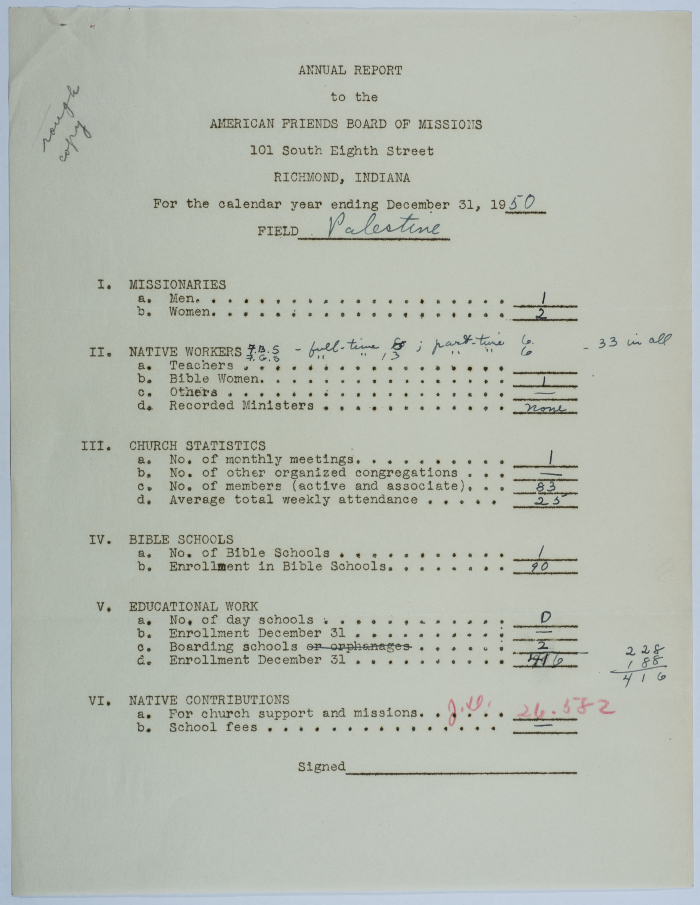 rough
copy
ANNUAL REPORT
to the
AMERICAN FRIENDS BOARD OF MISSIONS
101 South Eighth Street
RICHMOND, INDIANA
For the calendar year ending December 31, 1950
FIELD Palestine
I. MISSIONARIES
a. Men. . . . . . . . . . . . . . . . . . . . . . 1
b. Women. . . . . . . . . . . . . . . . . . . . . 2
II. NATIVE WORKERS F.B.S - full-time ; part-time 6 - 33 in all
F.G.S " " 13 " " 6
a. Teachers . . . . . . . . . . . . . . . . . .
b. Bible Women. . . . . . . . . . . . . . . . . 1
c. Others . . . . . . . . . . . . . . . . . . . —
d. Recorded Ministers . . . . . . . . . . . . . none
III. CHURCH STATISTICS
a. No. of monthly meetings. . . . . . . . . . . 1
b. No. of other organized congregations . . . —
c. No. of members (active and associate). . . 83
d. Average total weekly attendance . . . . . 25
IV. BIBLE SCHOOLS
a. No. of Bible Schools . . . . . . . . . . . 1
b. Enrollment in Bible Schools. . . . . . . . 90
V. EDUCATIONAL WORK
a. No. of day schools . . . . . . . . . . . . 0
b. Enrollment December 31 . . . . . . . . . . —
c. Boarding schools or orphanages . . . . . . 2
d. Enrollment December 31 . . . . . . . . . . 416
228
188
416
VI. NATIVE CONTRIBUTIONS
a. For church support and missions. . . . . . 26.582
b. School fees . . . . . . . . . . . . . . . . —
Signed